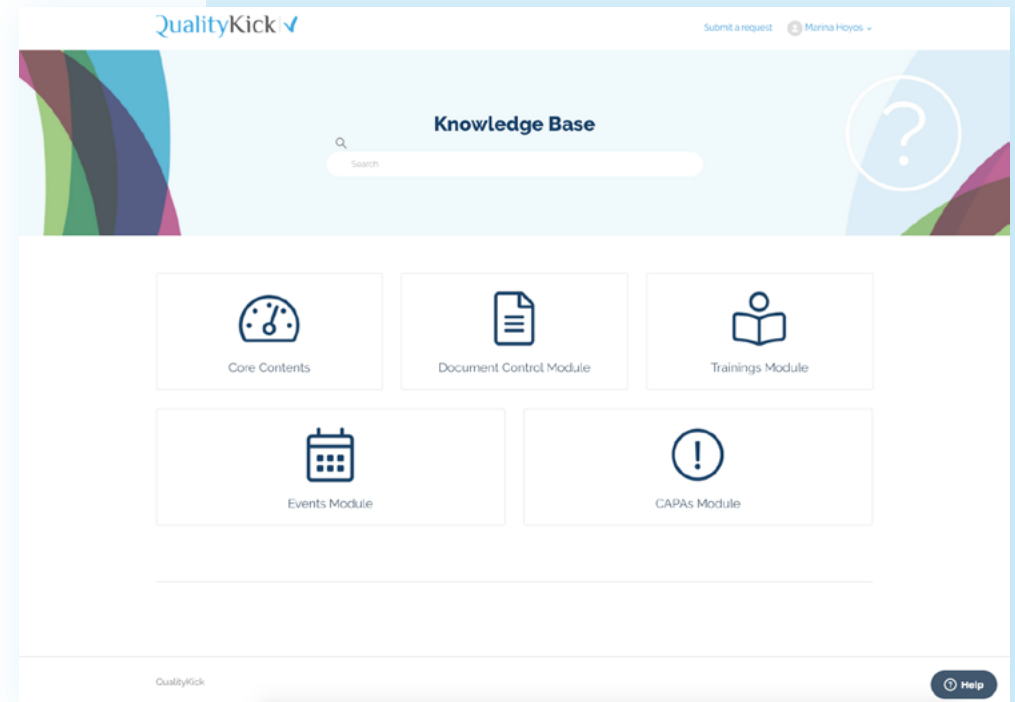 QualityKick
Submit a request
Marina Hoyos
Knowledge Base
Search
Core Contents
Document Control Module
Trainings Module
Events Module
CAPAs Module
QualityKick
Help